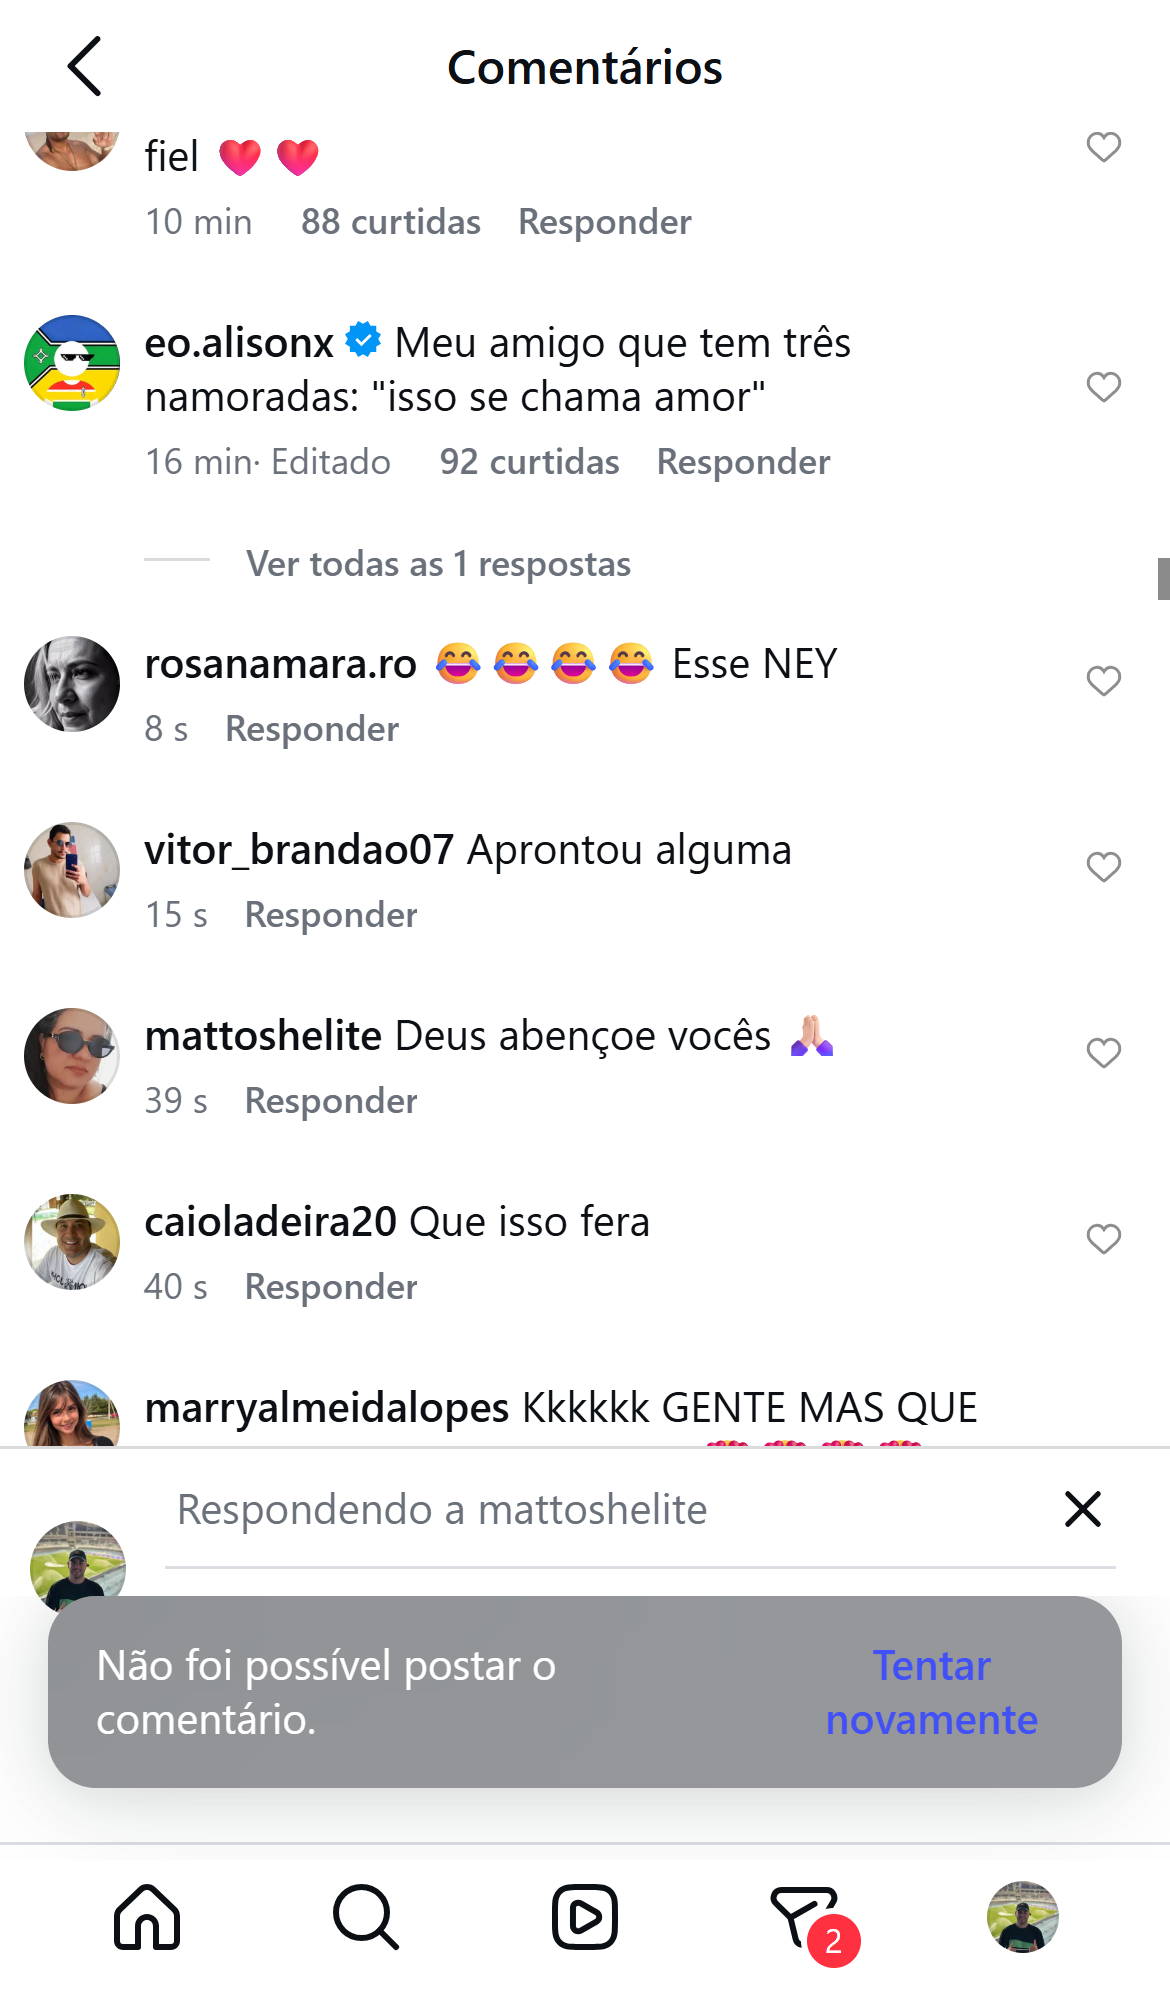 Comentários
fiel ❤️ ❤️
10 min 88 curtidas Responder
eo.alisonx Meu amigo que tem três
namoradas: "isso se chama amor"
16 min· Editado 92 curtidas Responder
Ver todas as 1 respostas
rosanamara.ro 😂 😂 😂 😂 Esse NEY
8 s Responder
vitor_brandao07 Aprontou alguma
15 s Responder
mattoshelite Deus abençoe vocês 🙏🏻
39 s Responder
caioladeira20 Que isso fera
40 s Responder
marryalmeidalopes Kkkkkk GENTE MAS QUE
Respondendo a mattoshelite
Não foi possível postar o
comentário.
Tentar
novamente
2